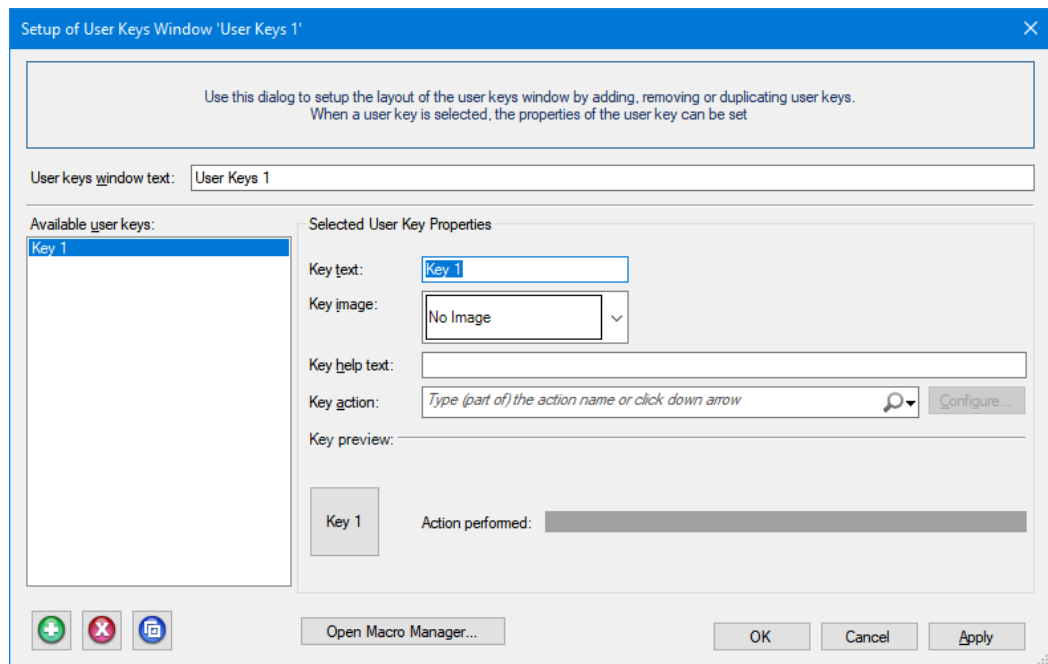 Setup of User Keys Window 'User Keys 1'
Use this dialog to setup the layout of the user keys window by adding, removing or duplicating user keys.
When a user key is selected, the properties of the user key can be set
User keys window text: User Keys 1
Available user keys:
Key 1
Selected User Key Properties
Key text: Key 1
Key image: No Image
Key help text:
Key action: Type (part of) the action name or click down arrow Configure...
Key preview:
Key 1 Action performed:
Open Macro Manager... OK Cancel Apply